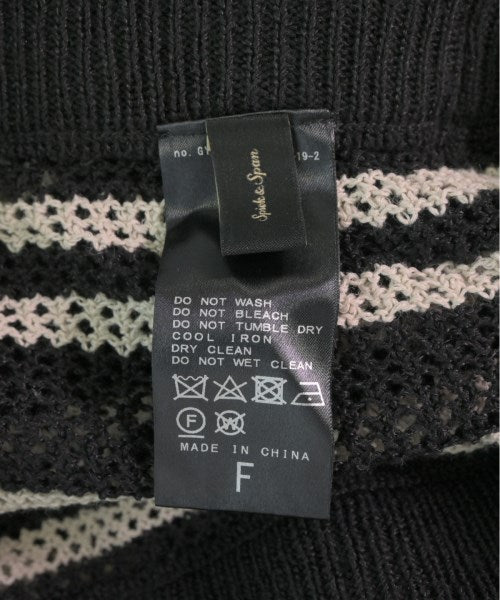 no. GY
19-2
Spick & Span
DO NOT WASH
DO NOT BLEACH
DO NOT TUMBLE DRY
COOL IRON
DRY CLEAN
DO NOT WET CLEAN
F W
MADE IN CHINA
F